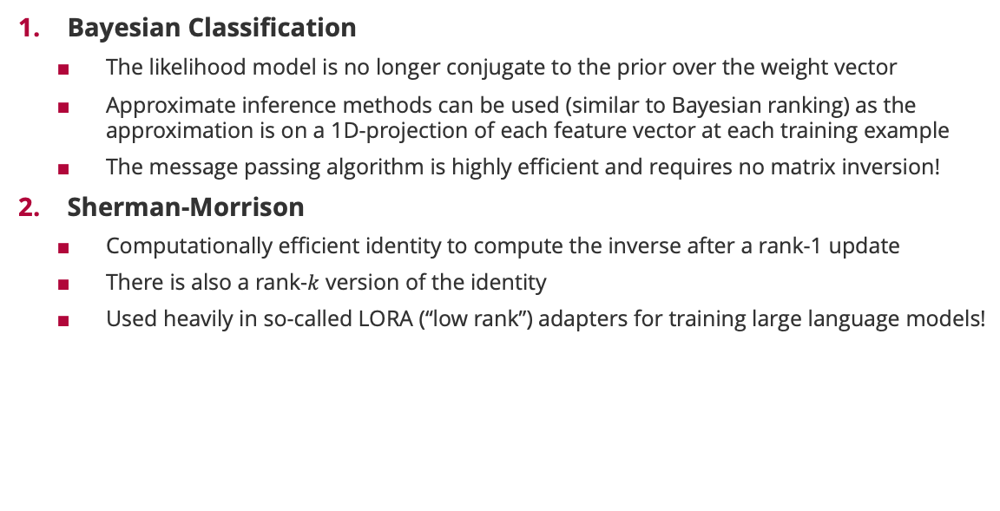 1. Bayesian Classification
■ The likelihood model is no longer conjugate to the prior over the weight vector
■ Approximate inference methods can be used (similar to Bayesian ranking) as the
approximation is on a 1D-projection of each feature vector at each training example
■ The message passing algorithm is highly efficient and requires no matrix inversion!
2. Sherman-Morrison
■ Computationally efficient identity to compute the inverse after a rank-1 update
■ There is also a rank-k version of the identity
■ Used heavily in so-called LORA (“low rank”) adapters for training large language models!